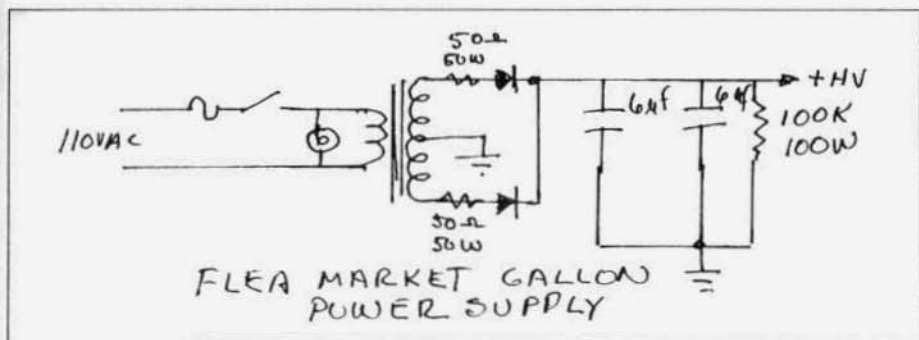 110VAC
50Ω
50W
50Ω
50W
6µf
6µf
+HV
100K
100W
FLEA MARKET GALLON
POWER SUPPLY